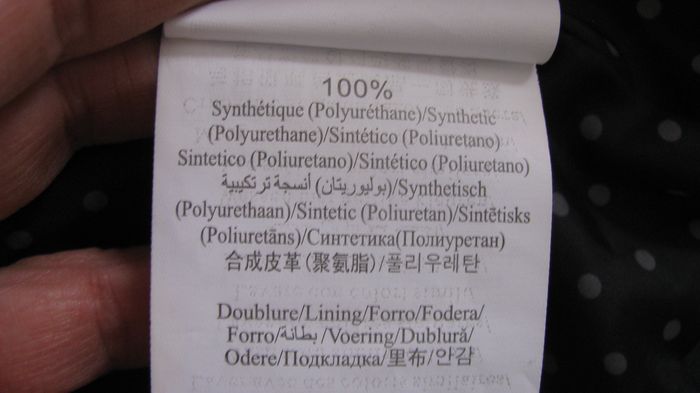 100%
Synthétique (Polyuréthane)/Synthetic
(Polyurethane)/Sintético (Poliuretano)
Sintetico (Poliuretano)/Sintético (Poliuretano)
أنسجة تركيبية (بوليوريتان)/Synthetisch
(Polyurethaan)/Sintetic (Poliuretan)/Sintētisks
(Poliuretāns)/Синтетика(Полиуретан)
合成皮革(聚氨脂)/폴리우레탄
Doublure/Lining/Forro/Fodera/
Forro/بطانة/Voering/Dublură/
Odere/Подкладка/里布/안감